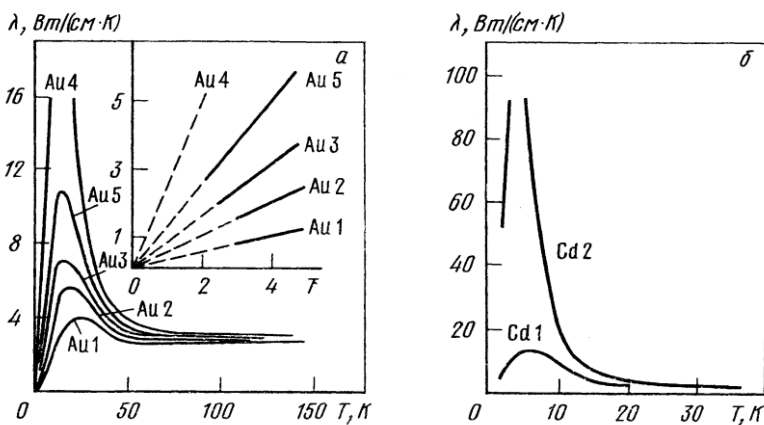 λ, Вт/(см·К)
а
16
12
8
4
0
50
100
150 T, К
Au 4
Au 5
Au 3
Au 2
Au 1
5
3
1
0
2
4
T
Au 4
Au 5
Au 3
Au 2
Au 1
λ, Вт/(см·К)
б
100
80
60
40
20
0
10
20
30
T, К
Cd 2
Cd 1